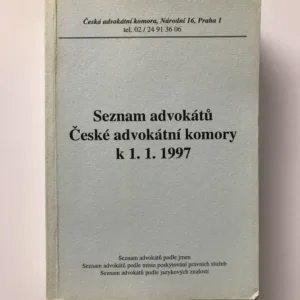 České advokátní komora, Národní 16, Praha 1
tel. 02 / 24 91 36 06
Seznam advokátů
České advokátní komory
k 1. 1. 1997
Seznam advokátů podle jmen
Seznam advokátů podle místa poskytování právních služeb
Seznam advokátů podle jazykových znalostí